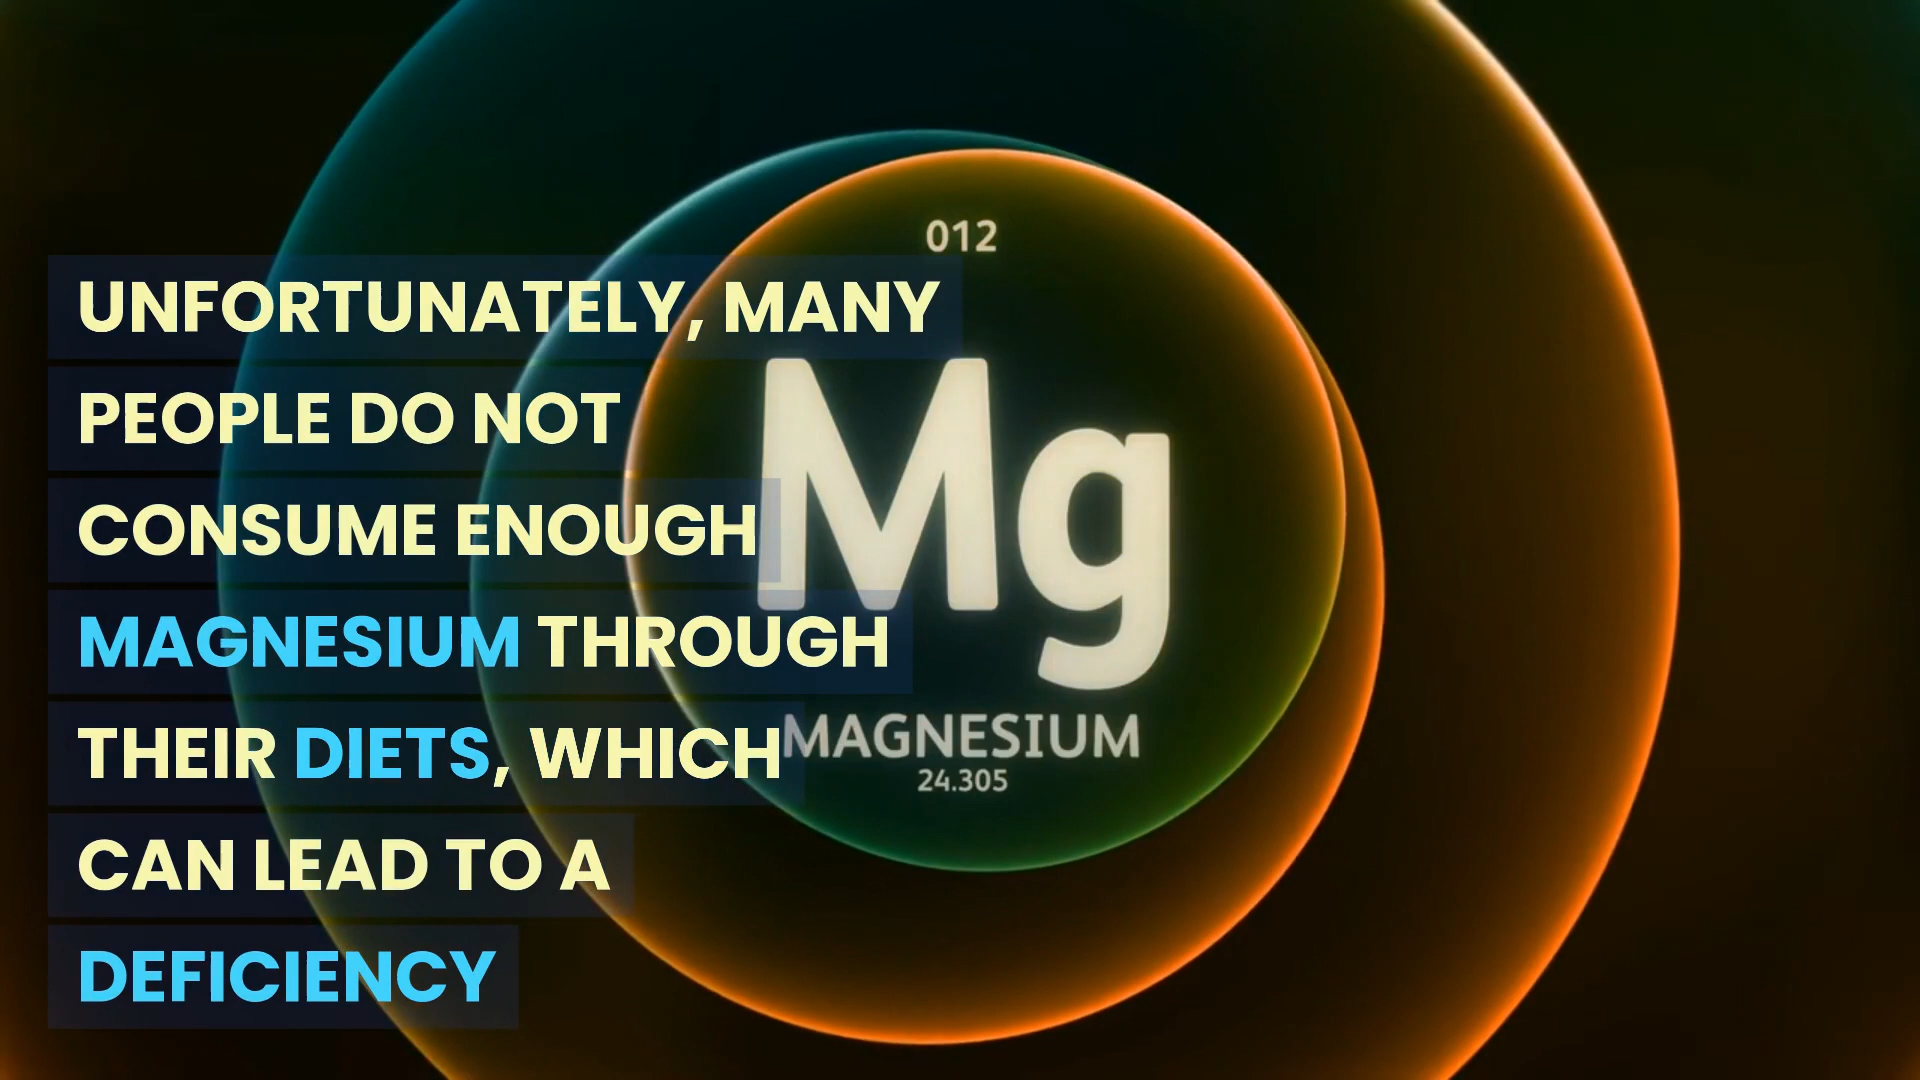 012
UNFORTUNATELY, MANY
PEOPLE DO NOT
CONSUME ENOUGH
MAGNESIUM THROUGH
THEIR DIETS, WHICH
CAN LEAD TO A
DEFICIENCY
Mg
MAGNESIUM
24.305